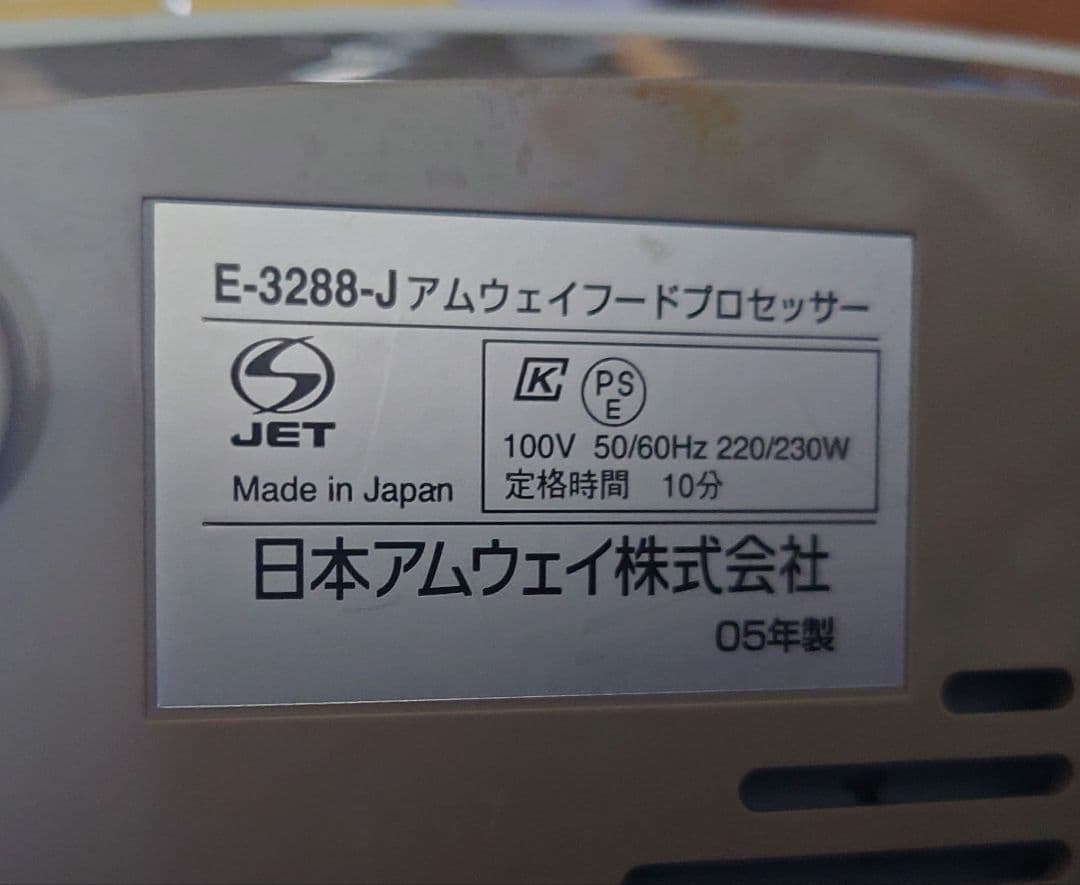 E-3288-J アムウェイフードプロセッサー
JET
Made in Japan
K PS E
100V 50/60Hz 220/230W
定格時間 10分
日本アムウェイ株式会社
05年製